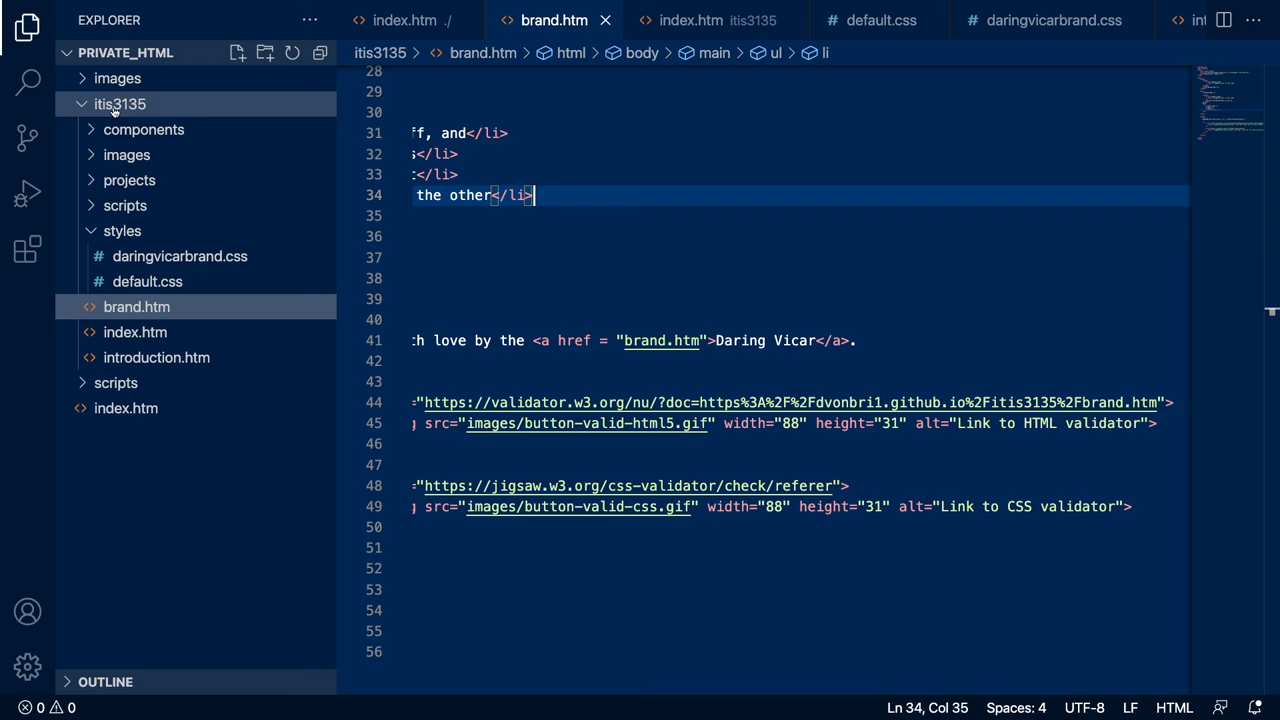 EXPLORER
index.htm ./
brand.htm
index.htm itis3135
default.css
daringvicarbrand.css
PRIVATE_HTML
itis3135 > brand.htm > html > body > main > ul > li
images
itis3135
components
images
projects
scripts
styles
# daringvicarbrand.css
# default.css
<> brand.htm
<> index.htm
<> introduction.htm
scripts
<> index.htm
OUTLINE
28
29
30
31 ff, and</li>
32 </li>
33 </li>
34 the other</li>
35
36
37
38
39
40
41 th love by the <a href = "brand.htm">Daring Vicar</a>.
42
43
44 ="https://validator.w3.org/nu/?doc=https%3A%2F%2Fdvonbri1.github.io%2Fitis3135%2Fbrand.htm">
45 g src="images/button-valid-html5.gif" width="88" height="31" alt="Link to HTML validator">
46
47
48 ="https://jigsaw.w3.org/css-validator/check/referer">
49 g src="images/button-valid-css.gif" width="88" height="31" alt="Link to CSS validator">
50
51
52
53
54
55
56
0 0
Ln 34, Col 35
Spaces: 4
UTF-8
LF
HTML